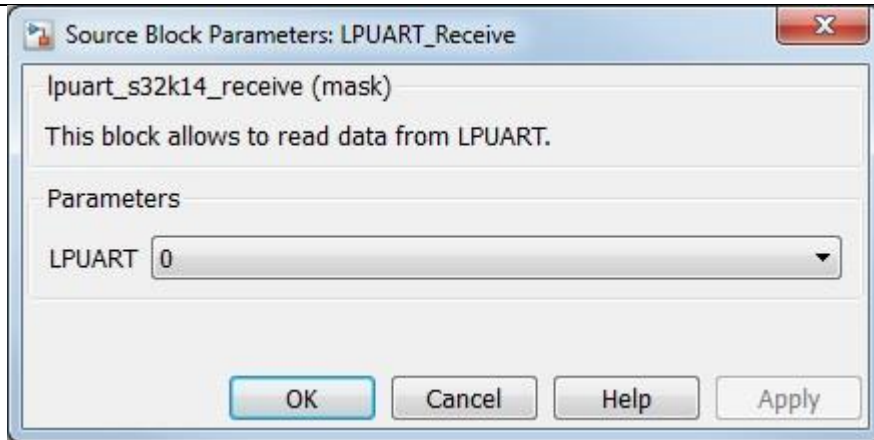 Source Block Parameters: LPUART_Receive
lpuart_s32k14_receive (mask)
This block allows to read data from LPUART.
Parameters
LPUART 0
OK Cancel Help Apply